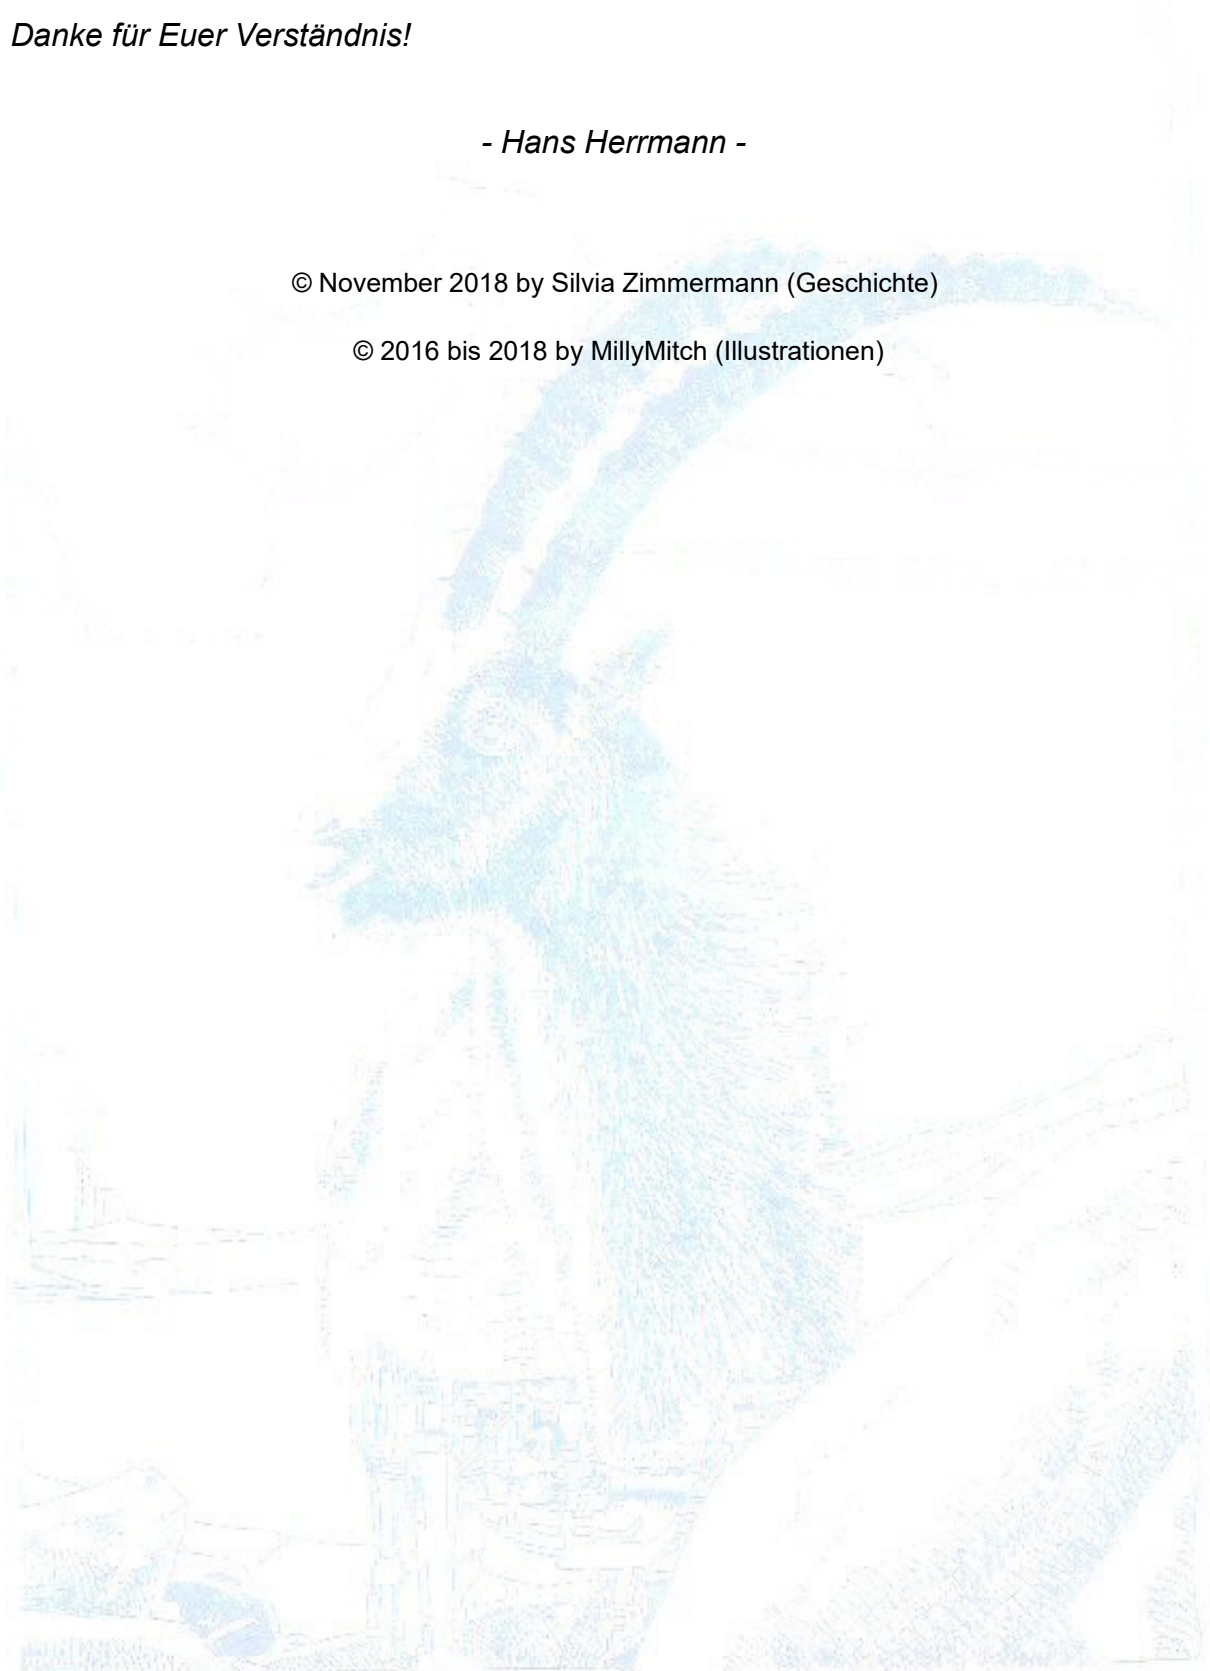 Danke für Euer Verständnis!
- Hans Herrmann -
© November 2018 by Silvia Zimmermann (Geschichte)
© 2016 bis 2018 by MillyMitch (Illustrationen)